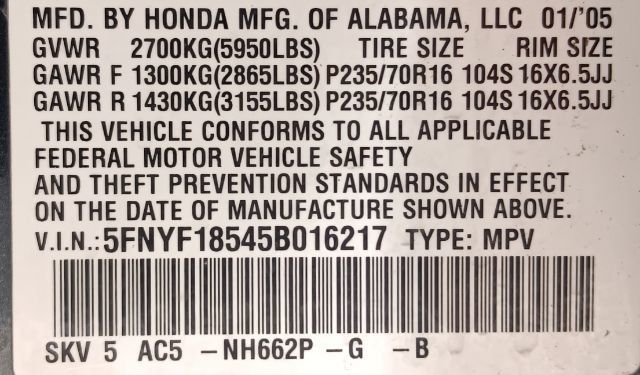 MFD. BY HONDA MFG. OF ALABAMA, LLC 01/'05
GVWR 2700KG(5950LBS) TIRE SIZE RIM SIZE
GAWR F 1300KG(2865LBS) P235/70R16 104S 16X6.5JJ
GAWR R 1430KG(3155LBS) P235/70R16 104S 16X6.5JJ
THIS VEHICLE CONFORMS TO ALL APPLICABLE
FEDERAL MOTOR VEHICLE SAFETY
AND THEFT PREVENTION STANDARDS IN EFFECT
ON THE DATE OF MANUFACTURE SHOWN ABOVE.
V.I.N.:5FNYF18545B016217 TYPE: MPV
SKV 5 AC5 -NH662P -G -B